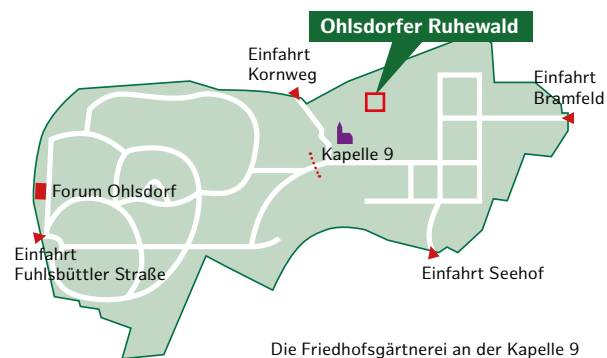 Ohlsdorfer Ruhewald
Einfahrt
Kornweg
Einfahrt
Bramfeld
Kapelle 9
Forum Ohlsdorf
Einfahrt
Fuhlsbüttler Straße
Einfahrt Seehof
Die Friedhofsgärtnerei an der Kapelle 9